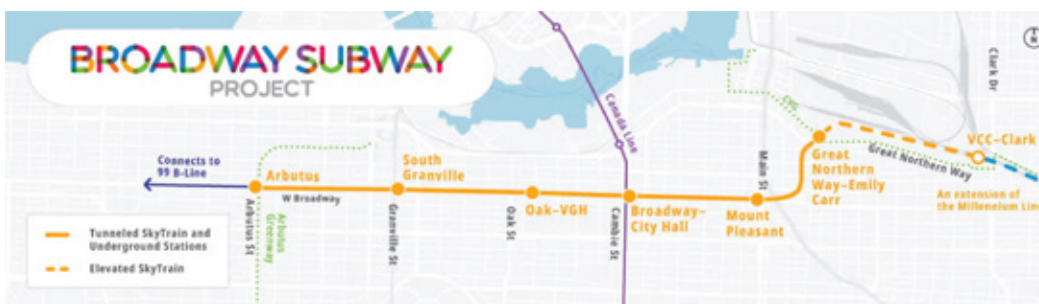 BROADWAY SUBWAY
PROJECT
Connects to
99 B-Line
Arbutus
W Broadway
Arbutus St
Arbutus
Greenway
South
Granville
Granville St
Oak-VGH
Oak St
Canada Line
Broadway-
City Hall
Cambie St
Main St
Mount
Pleasant
CVG
Great
Northern
Way-Emily
Carr
Great Northern Way
VCC-Clark
Clark Dr
N
An extension of
the Millennium Line
Tunneled SkyTrain and
Underground Stations
Elevated SkyTrain